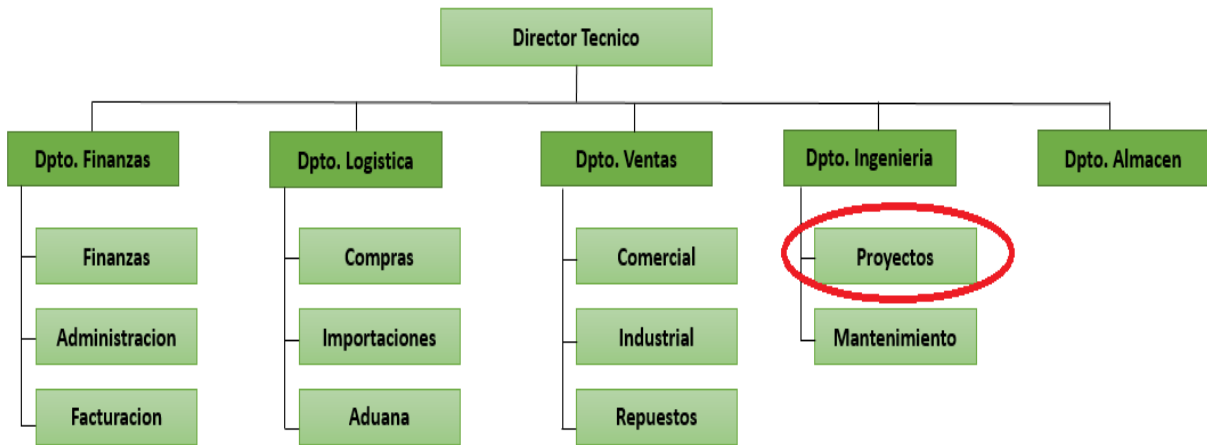 Director Tecnico
Dpto. Finanzas
Dpto. Logistica
Dpto. Ventas
Dpto. Ingenieria
Dpto. Almacen
Finanzas
Compras
Comercial
Proyectos
Administracion
Importaciones
Industrial
Mantenimiento
Facturacion
Aduana
Repuestos